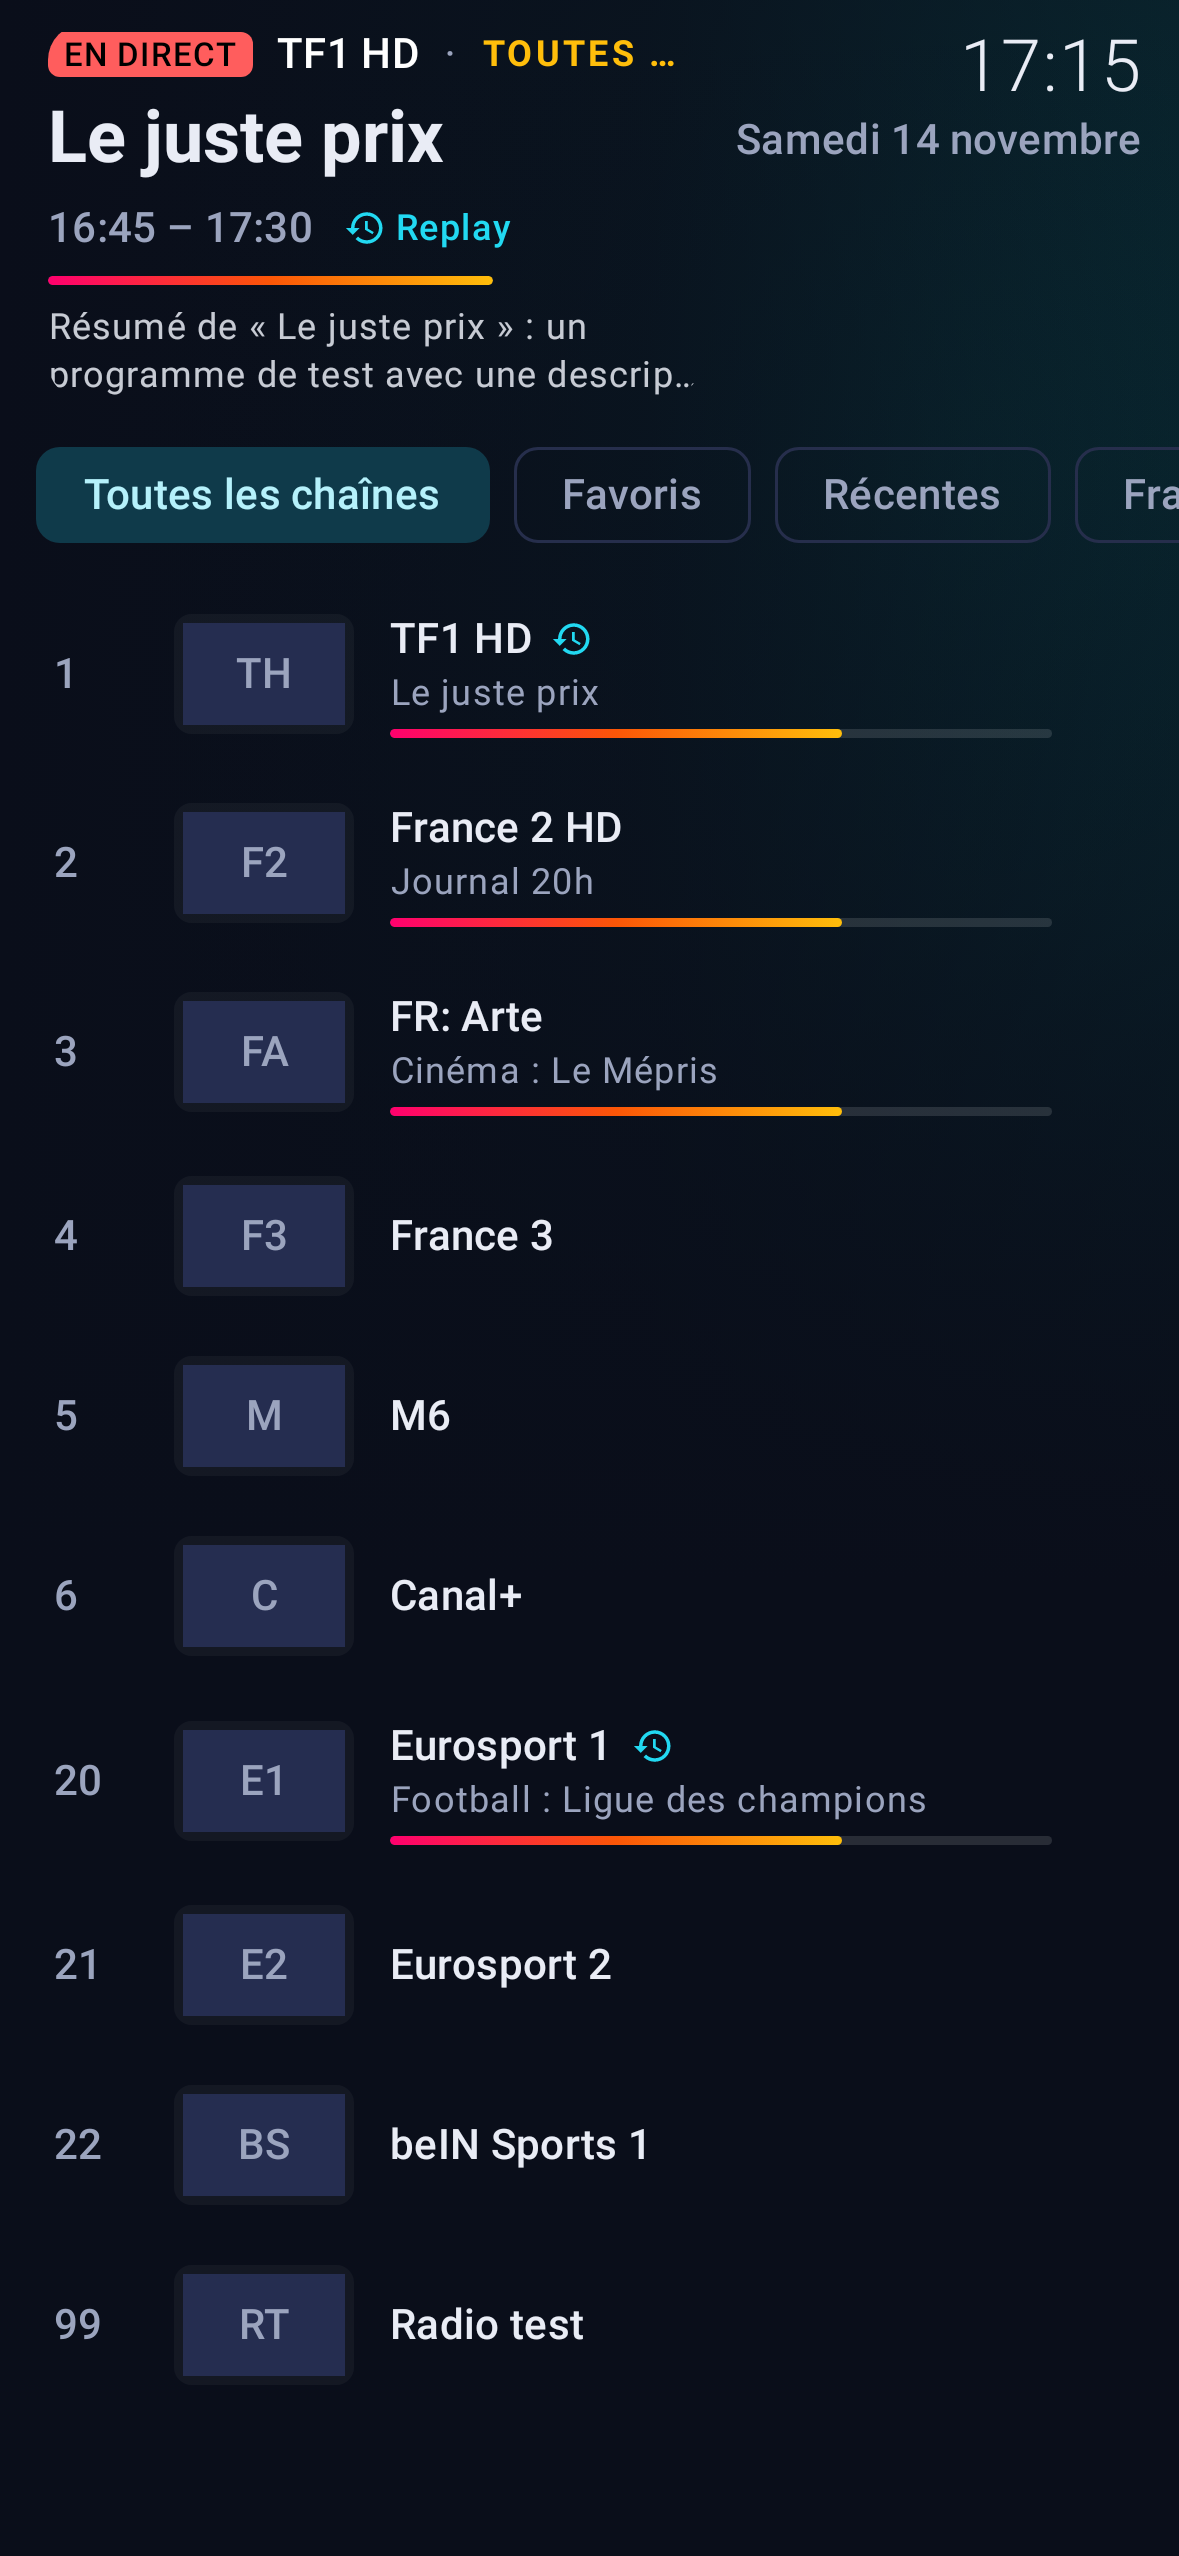 EN DIRECT TF1 HD · TOUTES …
17:15
Le juste prix
Samedi 14 novembre
16:45 – 17:30 Replay
Résumé de « Le juste prix » : un
programme de test avec une descrip…
Toutes les chaînes Favoris Récentes Fra
1 TH TF1 HD
Le juste prix
2 F2 France 2 HD
Journal 20h
3 FA FR: Arte
Cinéma : Le Mépris
4 F3 France 3
5 M M6
6 C Canal+
20 E1 Eurosport 1
Football : Ligue des champions
21 E2 Eurosport 2
22 BS beIN Sports 1
99 RT Radio test